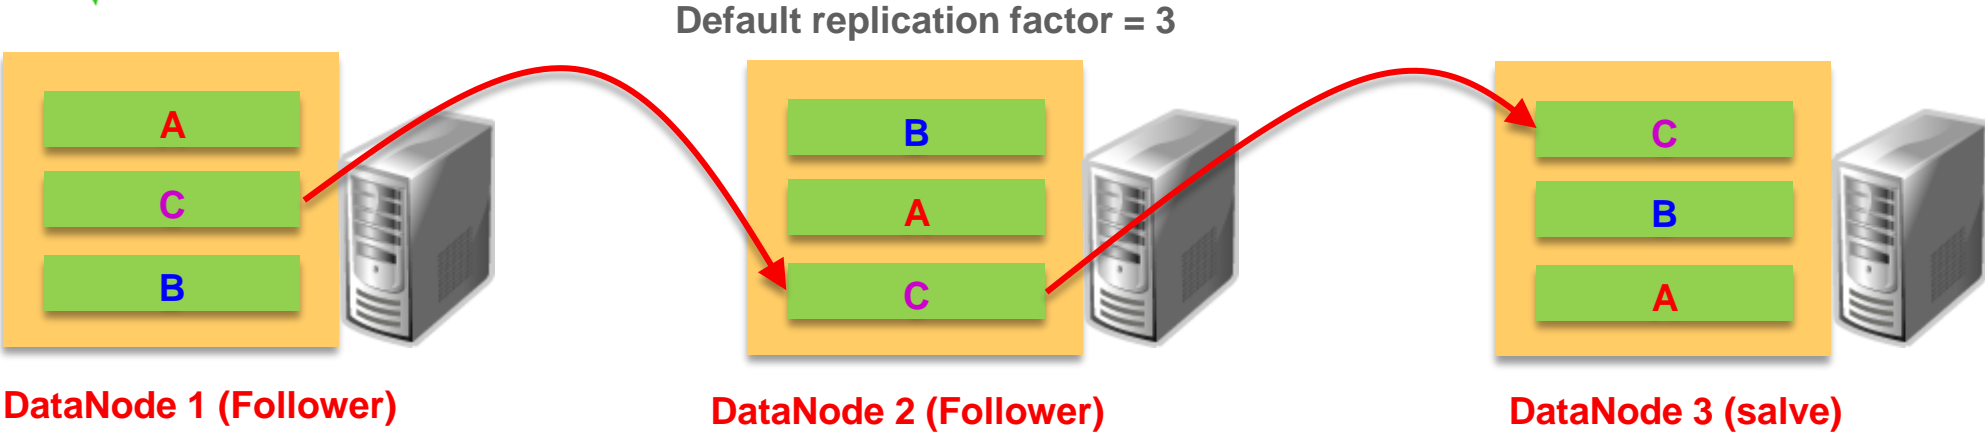 Default replication factor = 3
A
C
B
B
A
C
C
B
A
DataNode 1 (Follower)
DataNode 2 (Follower)
DataNode 3 (salve)